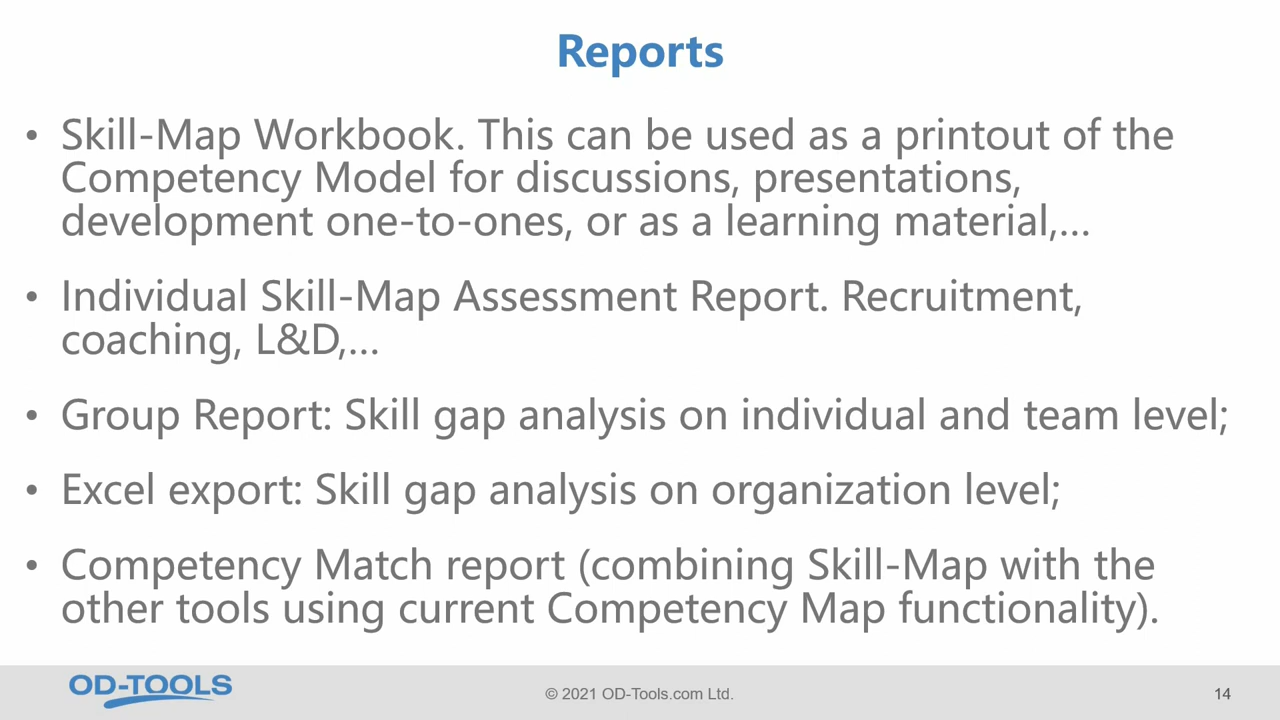 Reports
• Skill-Map Workbook. This can be used as a printout of the
Competency Model for discussions, presentations,
development one-to-ones, or as a learning material,...
• Individual Skill-Map Assessment Report. Recruitment,
coaching, L&D,...
• Group Report: Skill gap analysis on individual and team level;
• Excel export: Skill gap analysis on organization level;
• Competency Match report (combining Skill-Map with the
other tools using current Competency Map functionality).
OD-TOOLS
© 2021 OD-Tools.com Ltd.
14